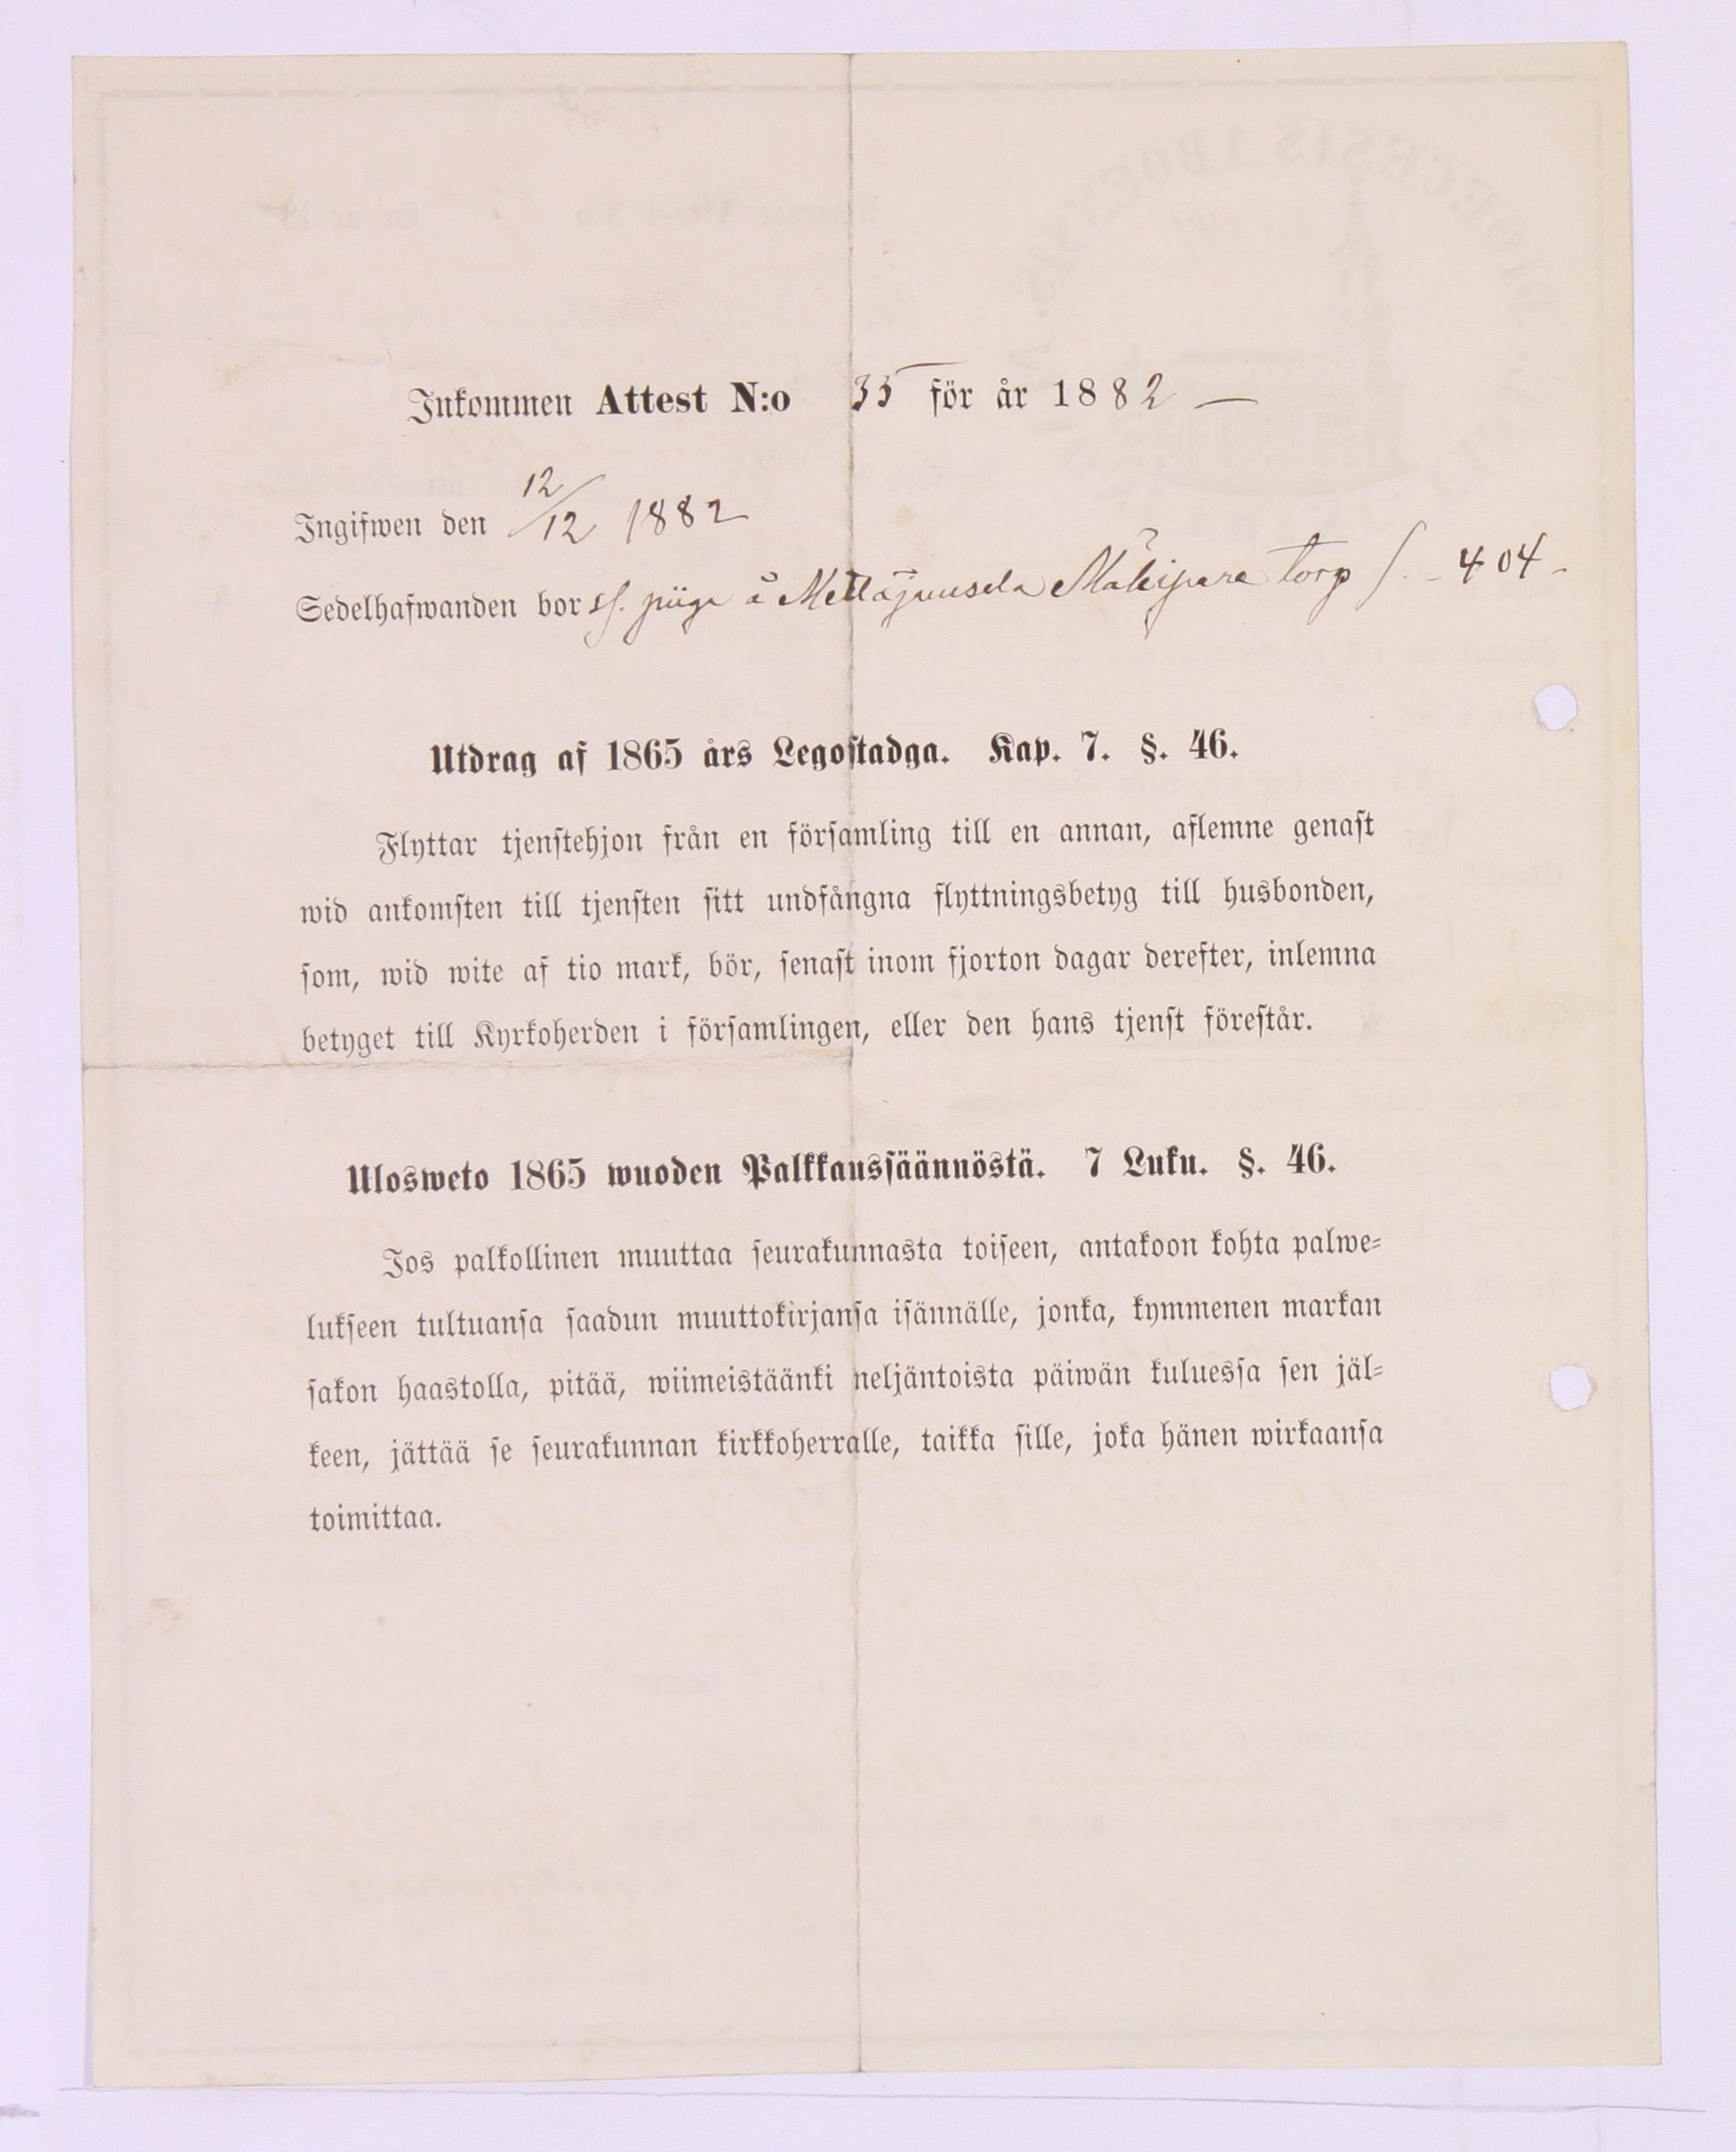 Inkommen Attest N:o 35 för år 1882 —
Ingifwen den 12/12 1882
Sedelhafwanden bor sf. piga å Torp S. 404
Utdrag af 1865 års Legostadga. Kap. 7. §. 46.
Flyttar tjenstehjon från en församling till en annan, aflemne genast
wid ankomsten till tjensten sitt undfångna flyttningsbetyg till husbonden,
som, wid wite af tio mark, bör, senast inom fjorton dagar derefter, inlemna
betyget till Kyrkoherden i församlingen, eller den hans tjenst förestår.
Ulosweto 1865 wuoden Palkkaussäännöstä. 7 Luku. §. 46.
Jos palkollinen muuttaa seurakunnasta toiseen, antakoon kohta palwe=
lukseen tultuansa saadun muuttokirjansa isännälle, jonka, kymmenen markan
sakon haastolla, pitää, wiimeistäänki neljäntoista päiwän kuluessa sen jäl=
keen, jättää se seurakunnan kirkkoherralle, taikka sille, joka hänen wirkaansa
toimittaa.